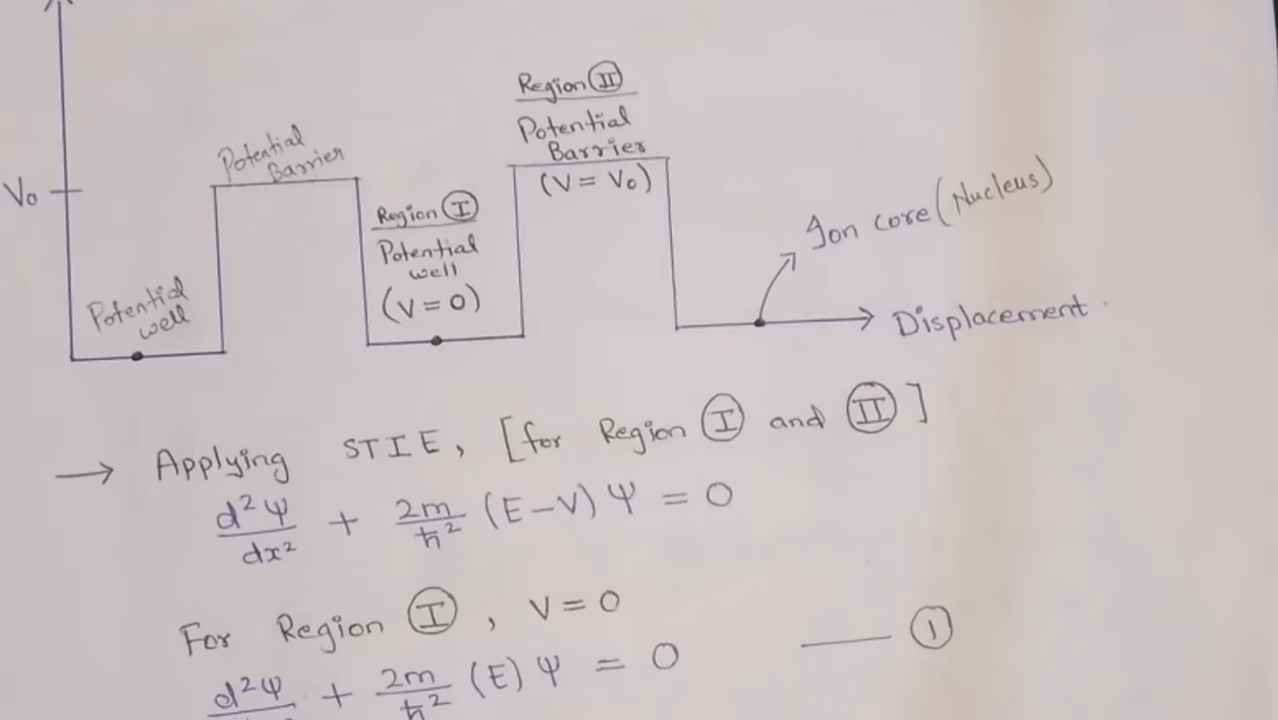 Region Ⅱ
Potential
Barrier
(V = V₀)
Potential
Barrier
V₀
Region Ⅰ
Potential
well
(V = 0)
Potential
well
Ion core (Nucleus)
Displacement
→ Applying STIE, [for Region Ⅰ and Ⅱ]
d²Ψ/dx² + 2m/ħ² (E-V) Ψ = 0
For Region Ⅰ, V = 0
d²Ψ + 2m/ħ² (E) Ψ = 0 —— ①